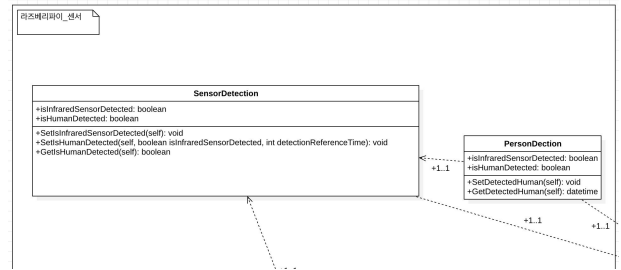 라즈베리파이_센서
SensorDetection
+isInfraredSensorDetected: boolean
+isHumanDetected: boolean
+SetIsInfraredSensorDetected(self): void
+SetIsHumanDetected(self, boolean isInfraredSensorDetected, int detectionReferenceTime): void
+GetIsHumanDetected(self): boolean
PersonDection
+isInfraredSensorDetected: boolean
+isHumanDetected: boolean
+SetDetectedHuman(self): void
+GetDetectedHuman(self): datetime
+1..1
+1..1
+1..1